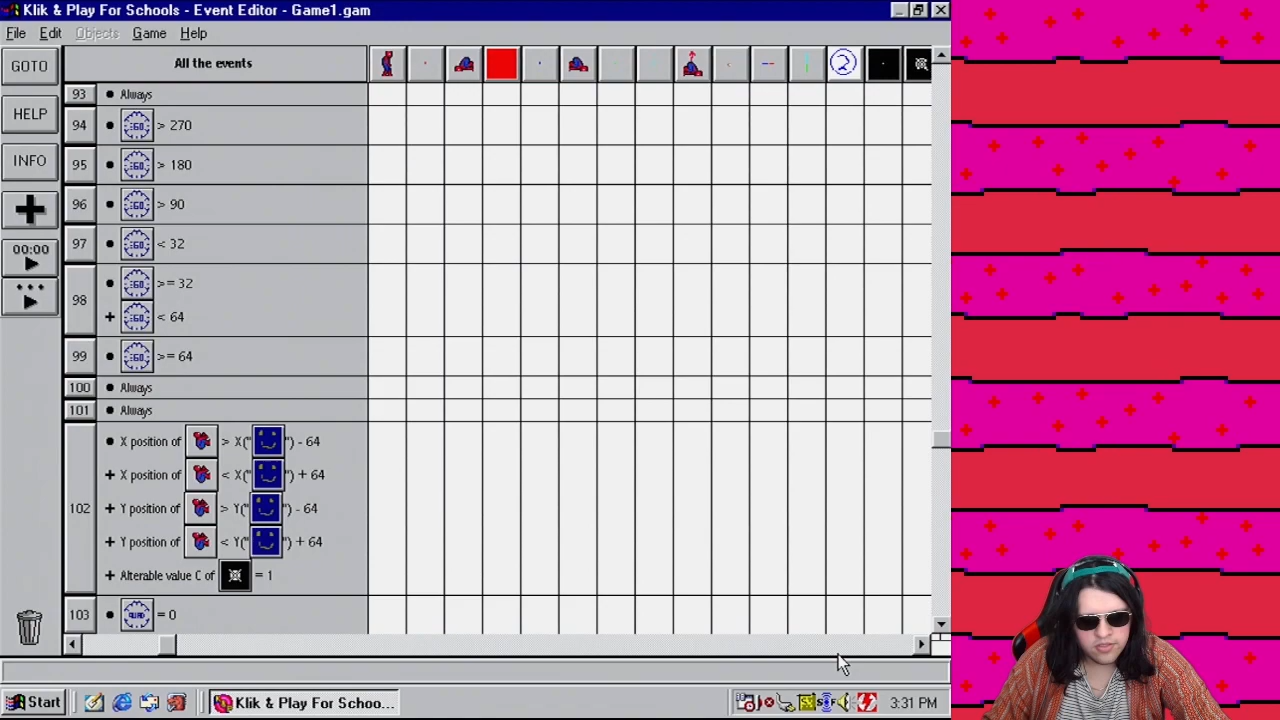 Klik & Play For Schools - Event Editor - Game1.gam
File Edit Objects Game Help
GOTO
HELP
INFO
00:00
All the events
93 Always
94 > 270
95 > 180
96 > 90
97 < 32
98 >= 32
+ < 64
99 >= 64
100 Always
101 Always
102
X position of > X(" ") - 64
+ X position of < X(" ") + 64
+ Y position of > Y(" ") - 64
+ Y position of < Y(" ") + 64
+ Alterable value C of = 1
103 = 0
Start
Klik & Play For Schoo...
3:31 PM